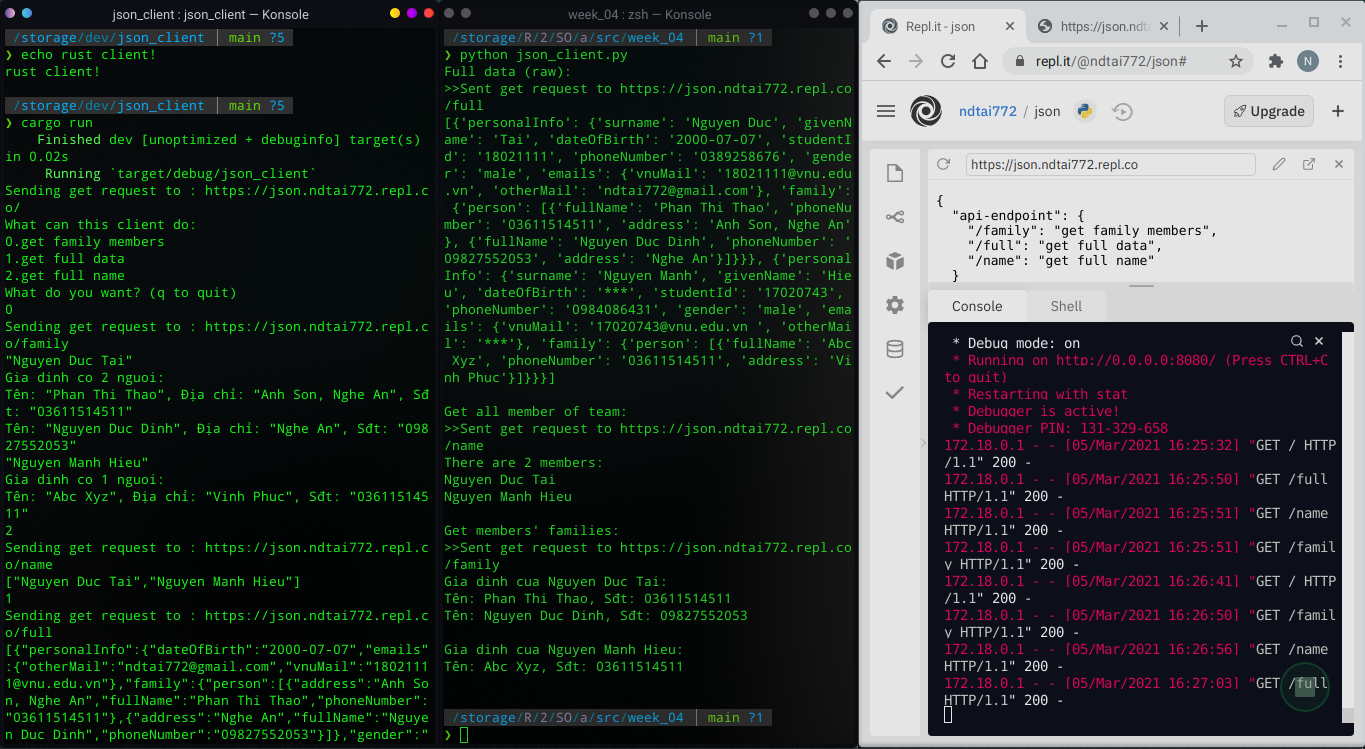 json_client : json_client — Konsole
/storage/dev/json_client | main ?5
❯ echo rust client!
rust client!
/storage/dev/json_client | main ?5
❯ cargo run
Finished dev [unoptimized + debuginfo] target(s)
in 0.02s
Running `target/debug/json_client`
Sending get request to : https://json.ndtai772.repl.c
o/
What can this client do:
0.get family members
1.get full data
2.get full name
What do you want? (q to quit)
0
Sending get request to : https://json.ndtai772.repl.c
o/family
"Nguyen Duc Tai"
Gia dinh co 2 nguoi:
Tên: "Phan Thi Thao", Địa chỉ: "Anh Son, Nghe An", Sđ
t: "03611514511"
Tên: "Nguyen Duc Dinh", Địa chỉ: "Nghe An", Sđt: "098
27552053"
"Nguyen Manh Hieu"
Gia dinh co 1 nguoi:
Tên: "Abc Xyz", Địa chỉ: "Vinh Phuc", Sđt: "036115145
11"
2
Sending get request to : https://json.ndtai772.repl.c
o/name
["Nguyen Duc Tai","Nguyen Manh Hieu"]
1
Sending get request to : https://json.ndtai772.repl.c
o/full
[{"personalInfo":{"dateOfBirth":"2000-07-07","emails"
:{"otherMail":"ndtai772@gmail.com","vnuMail":"1802111
1@vnu.edu.vn"},"family":{"person":[{"address":"Anh So
n, Nghe An","fullName":"Phan Thi Thao","phoneNumber":
"03611514511"},{"address":"Nghe An","fullName":"Nguye
n Duc Dinh","phoneNumber":"09827552053"}]},"gender":"
week_04 : zsh — Konsole
/storage/R/2/SO/a/src/week_04 | main ?1
❯ python json_client.py
Full data (raw):
>>Sent get request to https://json.ndtai772.repl.co
/full
[{'personalInfo': {'surname': 'Nguyen Duc', 'givenN
ame': 'Tai', 'dateOfBirth': '2000-07-07', 'studentI
d': '18021111', 'phoneNumber': '0389258676', 'gende
r': 'male', 'emails': {'vnuMail': '18021111@vnu.edu
.vn', 'otherMail': 'ndtai772@gmail.com'}, 'family':
{'person': [{'fullName': 'Phan Thi Thao', 'phoneNu
mber': '03611514511', 'address': 'Anh Son, Nghe An'
}, {'fullName': 'Nguyen Duc Dinh', 'phoneNumber': '
09827552053', 'address': 'Nghe An'}]}}}, {'personal
Info': {'surname': 'Nguyen Manh', 'givenName': 'Hie
u', 'dateOfBirth': '***', 'studentId': '17020743',
'phoneNumber': '0984086431', 'gender': 'male', 'ema
ils': {'vnuMail': '17020743@vnu.edu.vn ', 'otherMai
l': '***'}, 'family': {'person': [{'fullName': 'Abc
Xyz', 'phoneNumber': '03611514511', 'address': 'Vi
nh Phuc'}]}}}]
Get all member of team:
>>Sent get request to https://json.ndtai772.repl.co
/name
There are 2 members:
Nguyen Duc Tai
Nguyen Manh Hieu
Get members' families:
>>Sent get request to https://json.ndtai772.repl.co
/family
Gia dinh cua Nguyen Duc Tai:
Tên: Phan Thi Thao, Sđt: 03611514511
Tên: Nguyen Duc Dinh, Sđt: 09827552053
Gia dinh cua Nguyen Manh Hieu:
Tên: Abc Xyz, Sđt: 03611514511
/storage/R/2/SO/a/src/week_04 | main ?1
❯
Repl.it - json
https://json.ndt
repl.it/@ndtai772/json#
N
ndtai772 / json
Upgrade
https://json.ndtai772.repl.co
{
"api-endpoint": {
"/family": "get family members",
"/full": "get full data",
"/name": "get full name"
}
Console
Shell
* Debug mode: on
* Running on http://0.0.0.0:8080/ (Press CTRL+C
to quit)
* Restarting with stat
* Debugger is active!
* Debugger PIN: 131-329-658
172.18.0.1 - - [05/Mar/2021 16:25:32] "GET / HTTP
/1.1" 200 -
172.18.0.1 - - [05/Mar/2021 16:25:50] "GET /full
HTTP/1.1" 200 -
172.18.0.1 - - [05/Mar/2021 16:25:51] "GET /name
HTTP/1.1" 200 -
172.18.0.1 - - [05/Mar/2021 16:25:51] "GET /famil
y HTTP/1.1" 200 -
172.18.0.1 - - [05/Mar/2021 16:26:41] "GET / HTTP
/1.1" 200 -
172.18.0.1 - - [05/Mar/2021 16:26:50] "GET /famil
y HTTP/1.1" 200 -
172.18.0.1 - - [05/Mar/2021 16:26:56] "GET /name
HTTP/1.1" 200 -
172.18.0.1 - - [05/Mar/2021 16:27:03] "GET /full
HTTP/1.1" 200 -